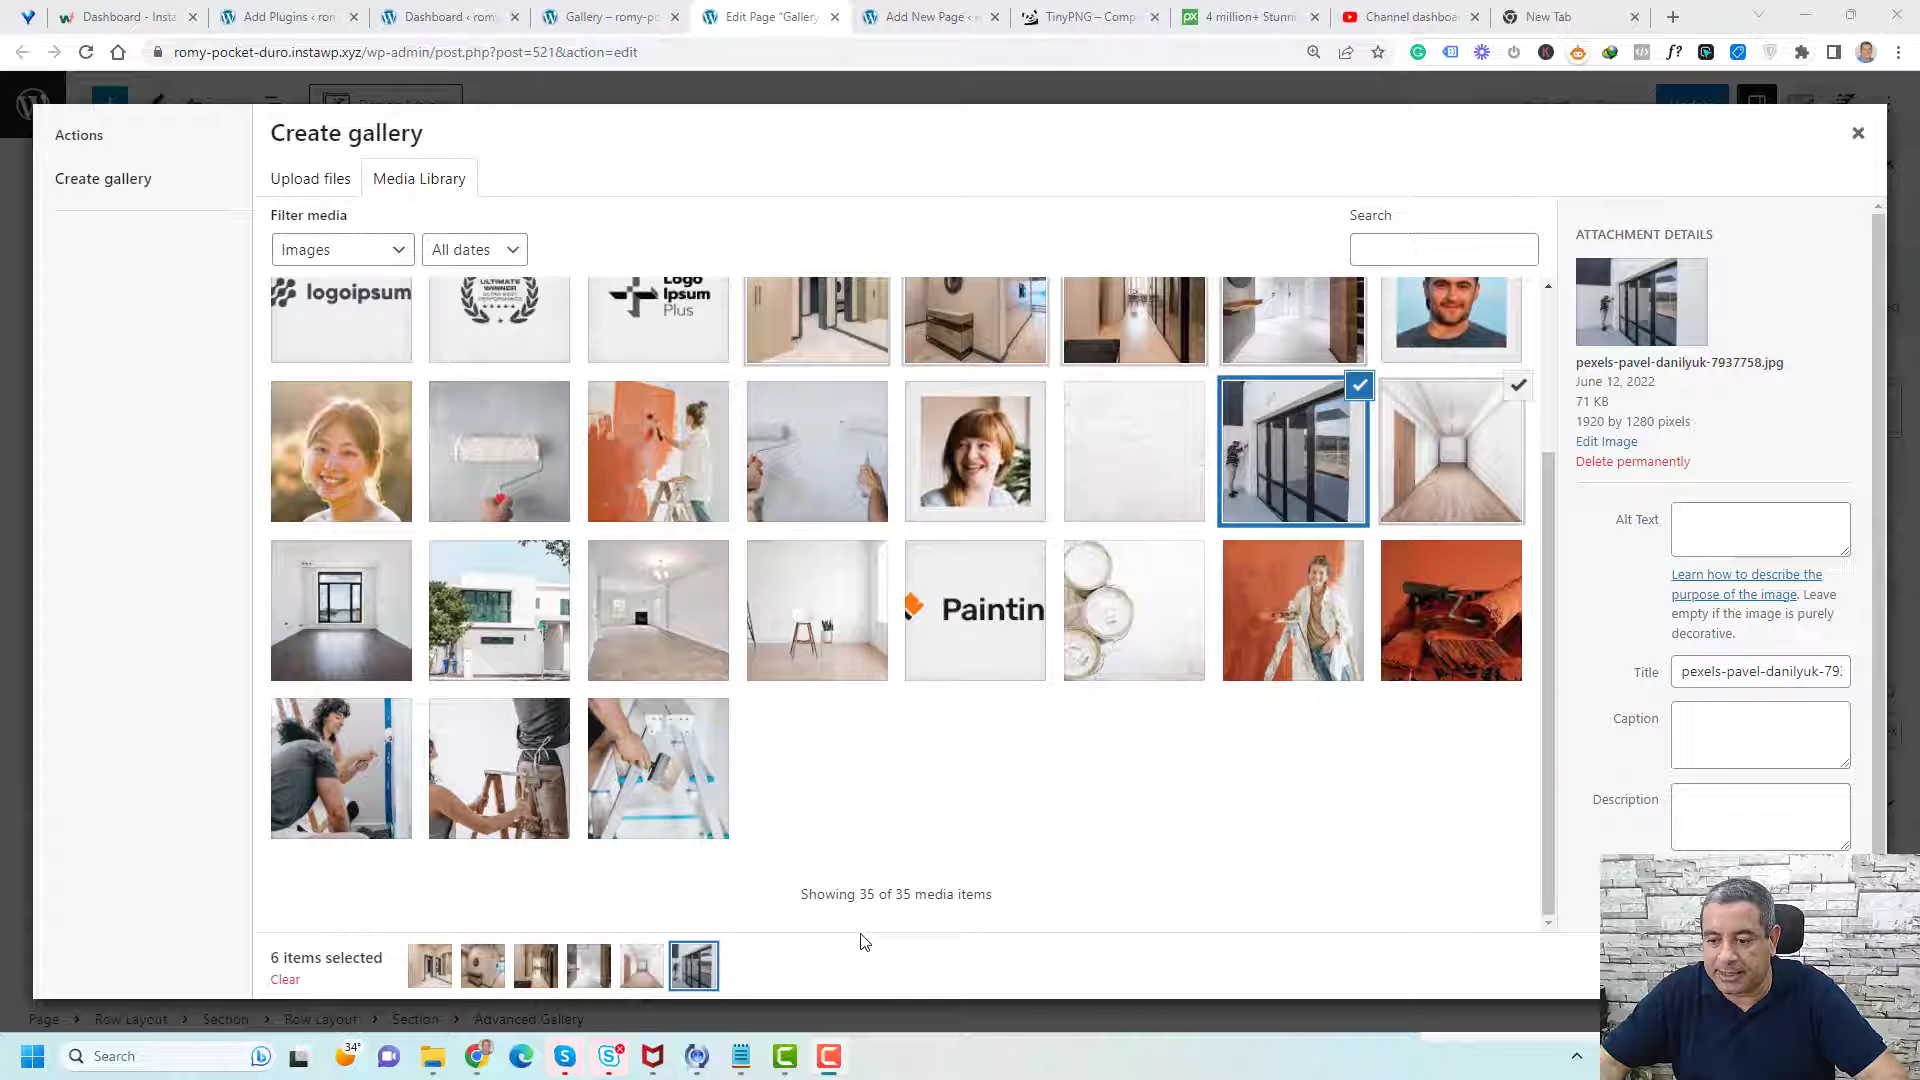 Dashboard - Insta
Add Plugins ‹ ron
Dashboard ‹ romy
Gallery – romy-po
Edit Page "Gallery
Add New Page ‹
TinyPNG – Comp
4 million+ Stunni
Channel dashboa
New Tab
romy-pocket-duro.instawp.xyz/wp-admin/post.php?post=521&action=edit
Actions
Create gallery
Create gallery
Upload files
Media Library
Filter media
Search
Images
All dates
logoipsum
ULTIMATE
WINNER
Logo
Ipsum
Plus
Paintin
Showing 35 of 35 media items
6 items selected
Clear
ATTACHMENT DETAILS
pexels-pavel-danilyuk-7937758.jpg
June 12, 2022
71 KB
1920 by 1280 pixels
Edit Image
Delete permanently
Alt Text
Learn how to describe the
purpose of the image. Leave
empty if the image is purely
decorative.
Title
pexels-pavel-danilyuk-79
Caption
Description
Page
Row Layout
Section
Row Layout
Section
Advanced Gallery
Search
34°